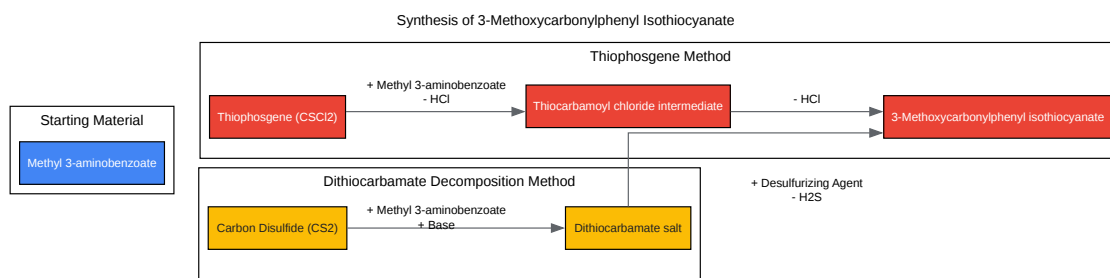 Synthesis of 3-Methoxycarbonylphenyl Isothiocyanate
Thiophosgene Method
+ Methyl 3-aminobenzoate
- HCl
- HCl
Thiophosgene (CSCl2)
Thiocarbamoyl chloride intermediate
3-Methoxycarbonylphenyl isothiocyanate
Starting Material
Methyl 3-aminobenzoate
Dithiocarbamate Decomposition Method
+ Desulfurizing Agent
- H2S
+ Methyl 3-aminobenzoate
+ Base
Carbon Disulfide (CS2)
Dithiocarbamate salt